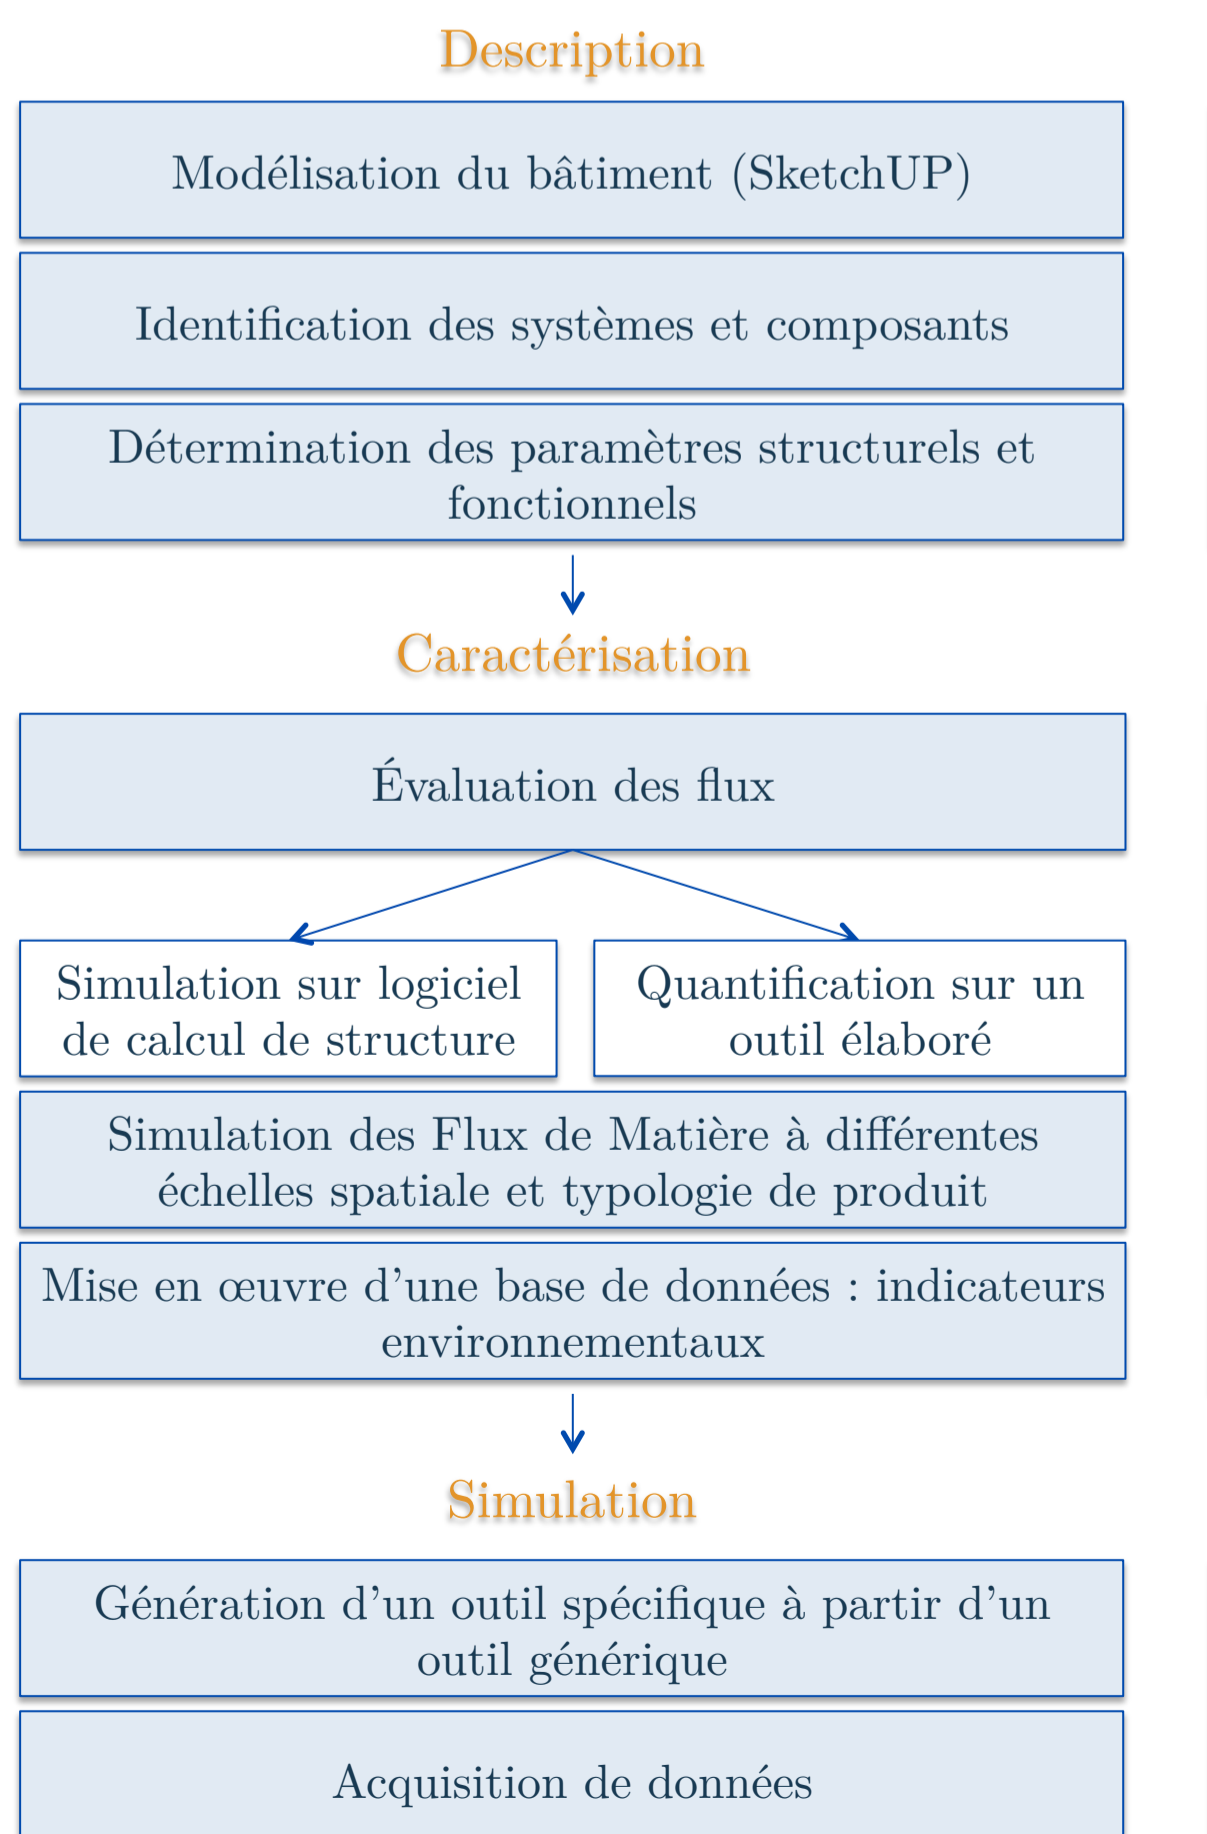 Description
Modélisation du bâtiment (SketchUP)
Identification des systèmes et composants
Détermination des paramètres structurels et
fonctionnels
Caractérisation
Évaluation des flux
Simulation sur logiciel
de calcul de structure
Quantification sur un
outil élaboré
Simulation des Flux de Matière à différentes
échelles spatiale et typologie de produit
Mise en œuvre d'une base de données : indicateurs
environnementaux
Simulation
Génération d'un outil spécifique à partir d'un
outil générique
Acquisition de données